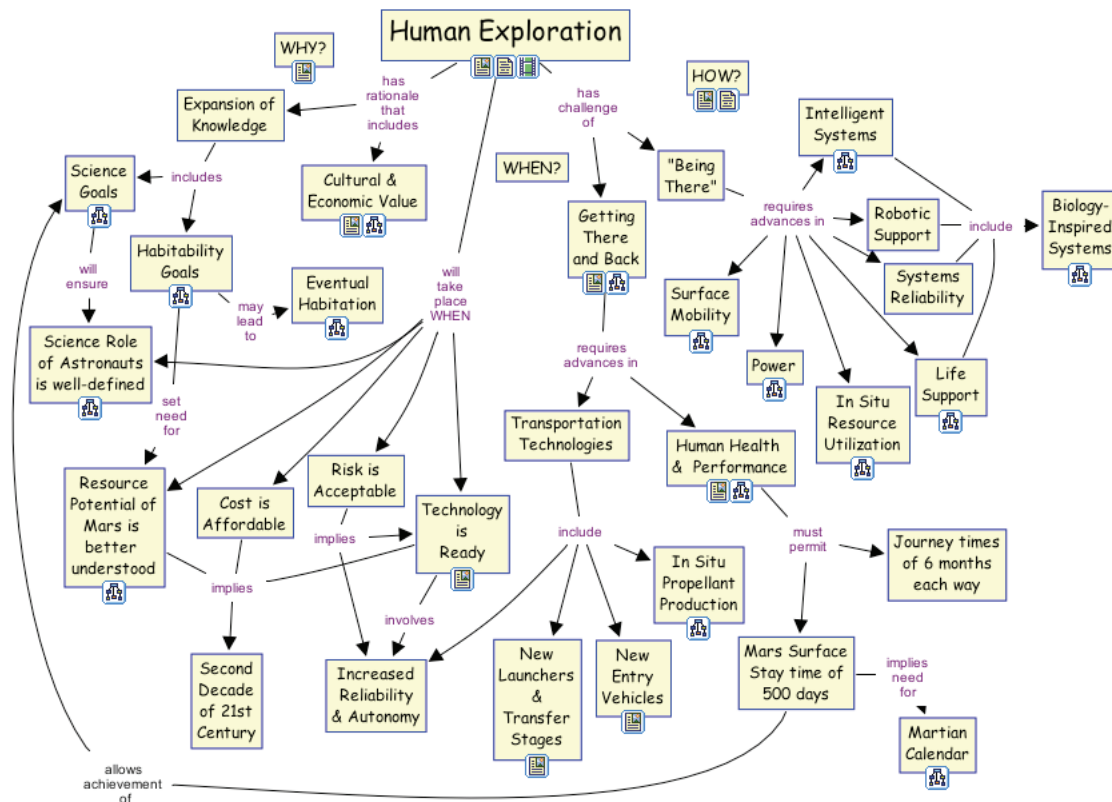 Human Exploration
WHY?
HOW?
has
rationale
that
includes
has
challenge
of
Expansion of
Knowledge
Intelligent
Systems
WHEN?
"Being
There"
Science
Goals
includes
Cultural &
Economic Value
Getting
There
and Back
requires
advances in
Robotic
Support
include
Biology-
Inspired
Systems
Habitability
Goals
will
ensure
Eventual
Habitation
will
take
place
WHEN
Systems
Reliability
Surface
Mobility
may
lead
to
Science Role
of Astronauts
is well-defined
requires
advances in
Power
Life
Support
set
need
for
In Situ
Resource
Utilization
Transportation
Technologies
Human Health
& Performance
Resource
Potential of
Mars is
better
understood
Cost is
Affordable
Risk is
Acceptable
Technology
is
Ready
implies
include
must
permit
Journey times
of 6 months
each way
In Situ
Propellant
Production
implies
involves
Second
Decade
of 21st
Century
Increased
Reliability
& Autonomy
New
Launchers
&
Transfer
Stages
New
Entry
Vehicles
Mars Surface
Stay time of
500 days
implies
need
for
Martian
Calendar
allows
achievement
of